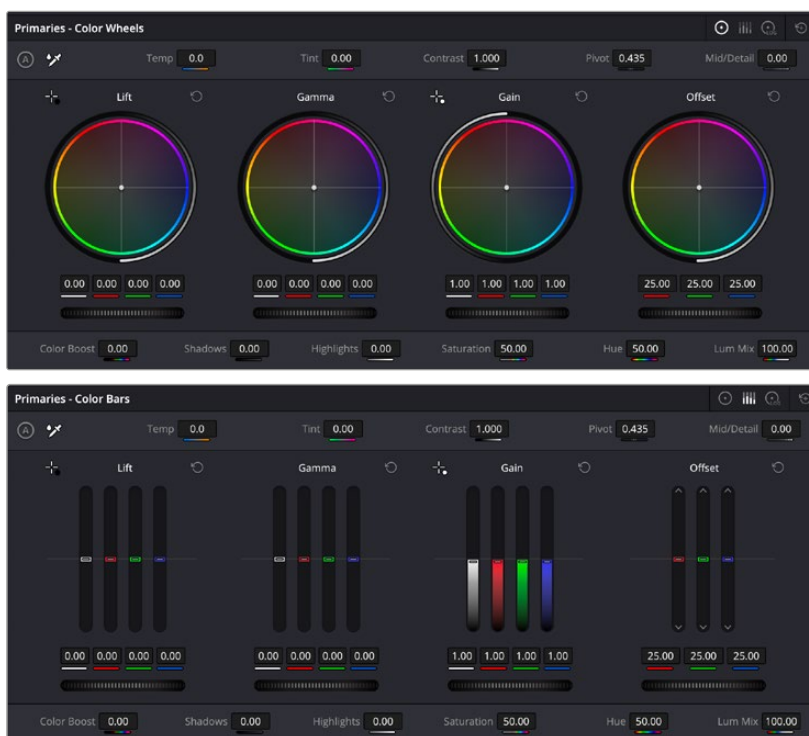 Primaries - Color Wheels
A Temp 0.0 Tint 0.00 Contrast 1.000 Pivot 0.435 Mid/Detail 0.00
Lift Gamma Gain Offset
0.00 0.00 0.00 0.00 0.00 0.00 0.00 0.00 1.00 1.00 1.00 1.00 25.00 25.00 25.00
Color Boost 0.00 Shadows 0.00 Highlights 0.00 Saturation 50.00 Hue 50.00 Lum Mix 100.00
Primaries - Color Bars
A Temp 0.0 Tint 0.00 Contrast 1.000 Pivot 0.435 Mid/Detail 0.00
Lift Gamma Gain Offset
0.00 0.00 0.00 0.00 0.00 0.00 0.00 0.00 1.00 1.00 1.00 1.00 25.00 25.00 25.00
Color Boost 0.00 Shadows 0.00 Highlights 0.00 Saturation 50.00 Hue 50.00 Lum Mix 100.00